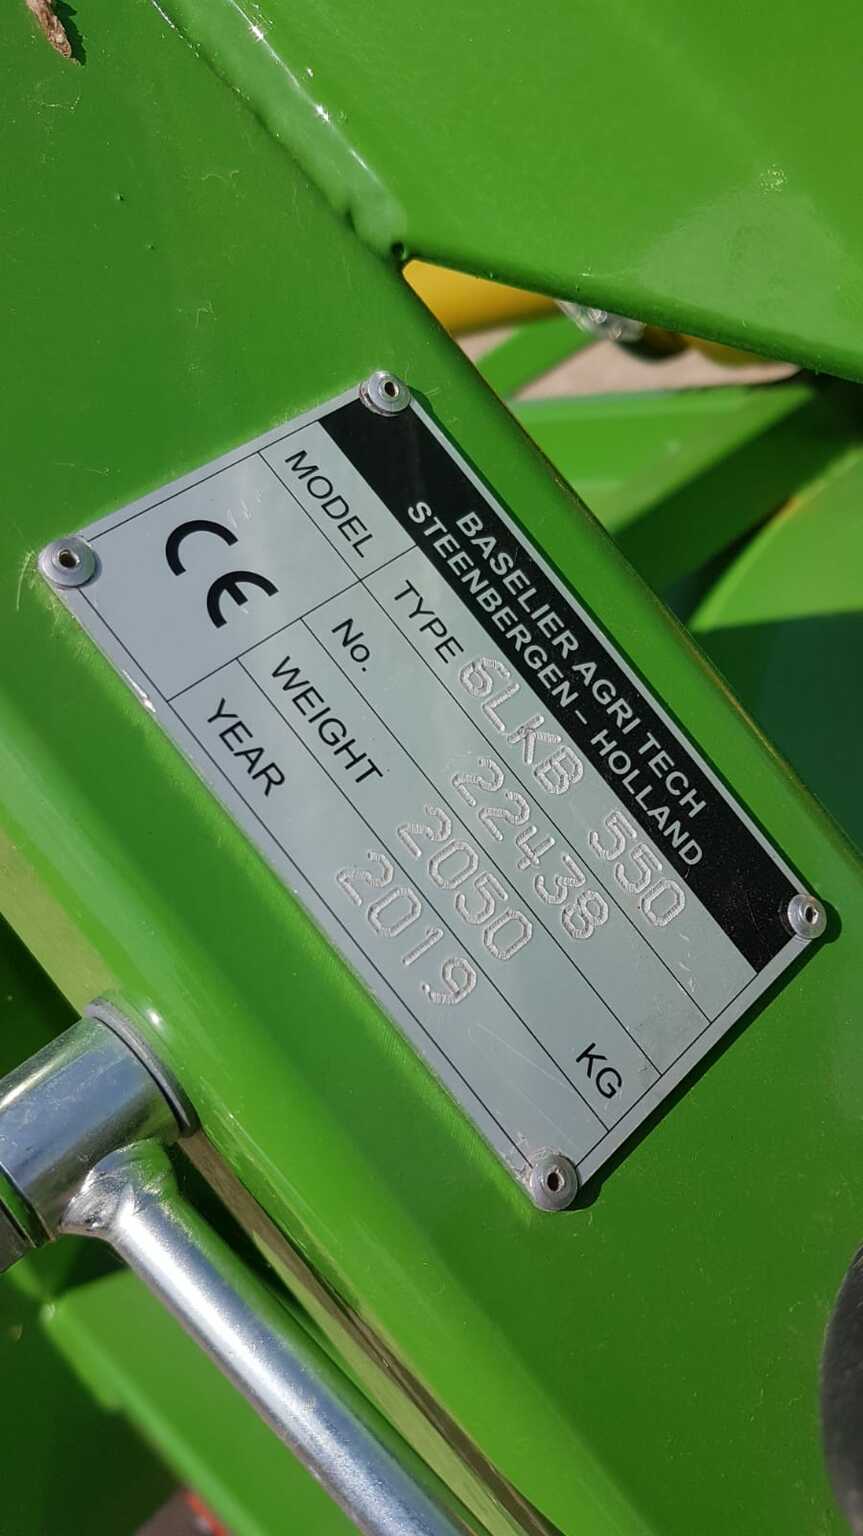 BASELIER AGRI TECH
STEENBERGEN - HOLLAND
MODEL
TYPE 6LKB 550
No. 22438
WEIGHT 2050 KG
YEAR 2019
CE